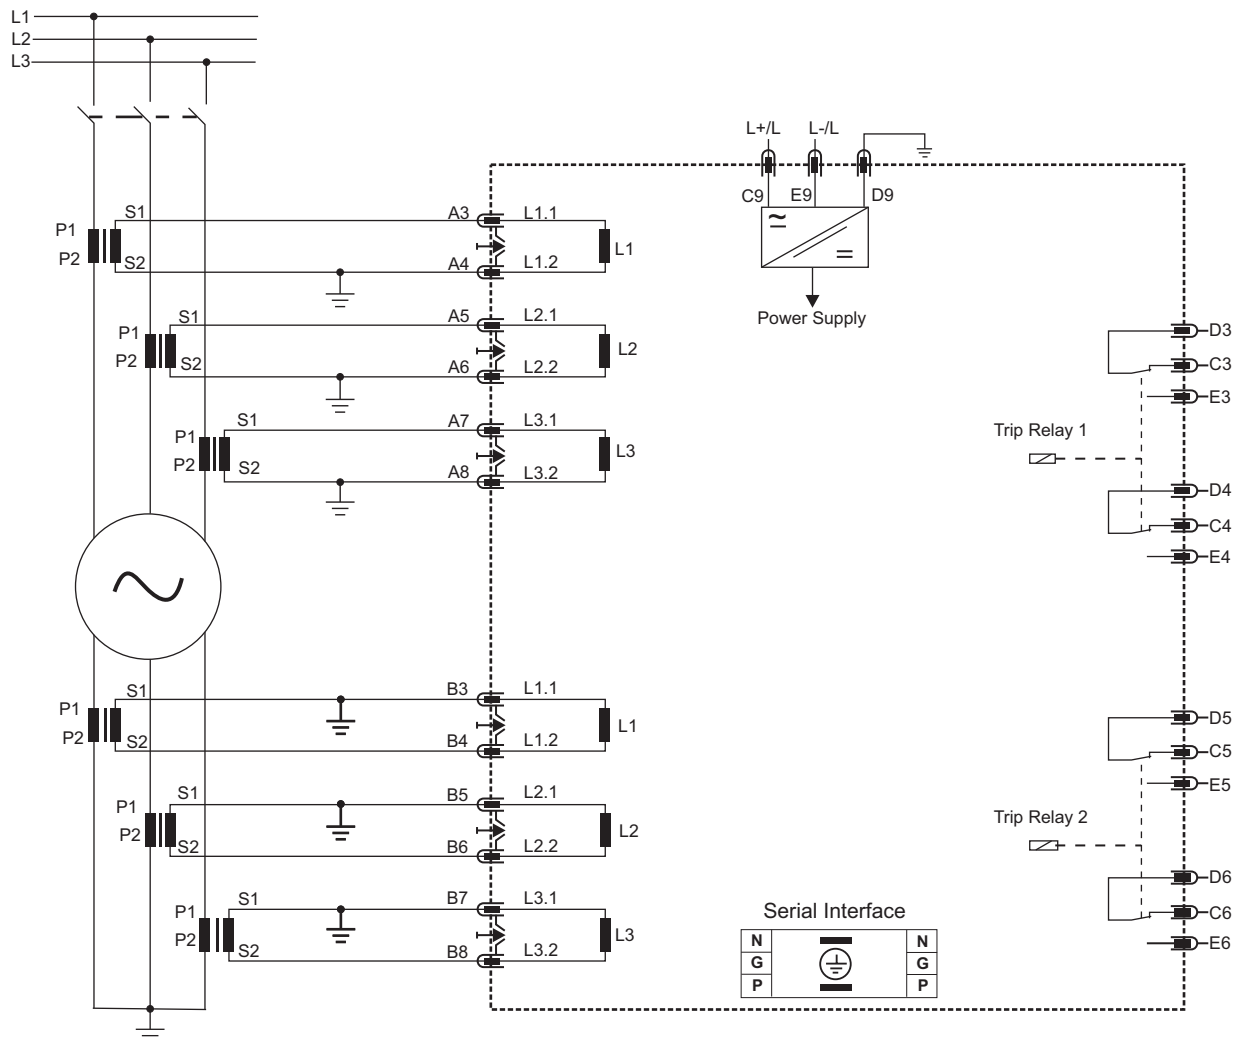 L1
L2
L3
L+/L L-/L
C9 E9 D9
Power Supply
S1 A3 L1.1
P1 L1
P2 S2 A4 L1.2
S1 A5 L2.1
P1 L2
P2 S2 A6 L2.2
S1 A7 L3.1
P1 L3
P2 S2 A8 L3.2
D3
C3
E3
Trip Relay 1
D4
C4
E4
S1 B3 L1.1
P1 L1
P2 S2 B4 L1.2
S1 B5 L2.1
P1 L2
P2 S2 B6 L2.2
S1 B7 L3.1
P1 L3
P2 S2 B8 L3.2
D5
C5
E5
Trip Relay 2
D6
C6
E6
Serial Interface
N N
G G
P P